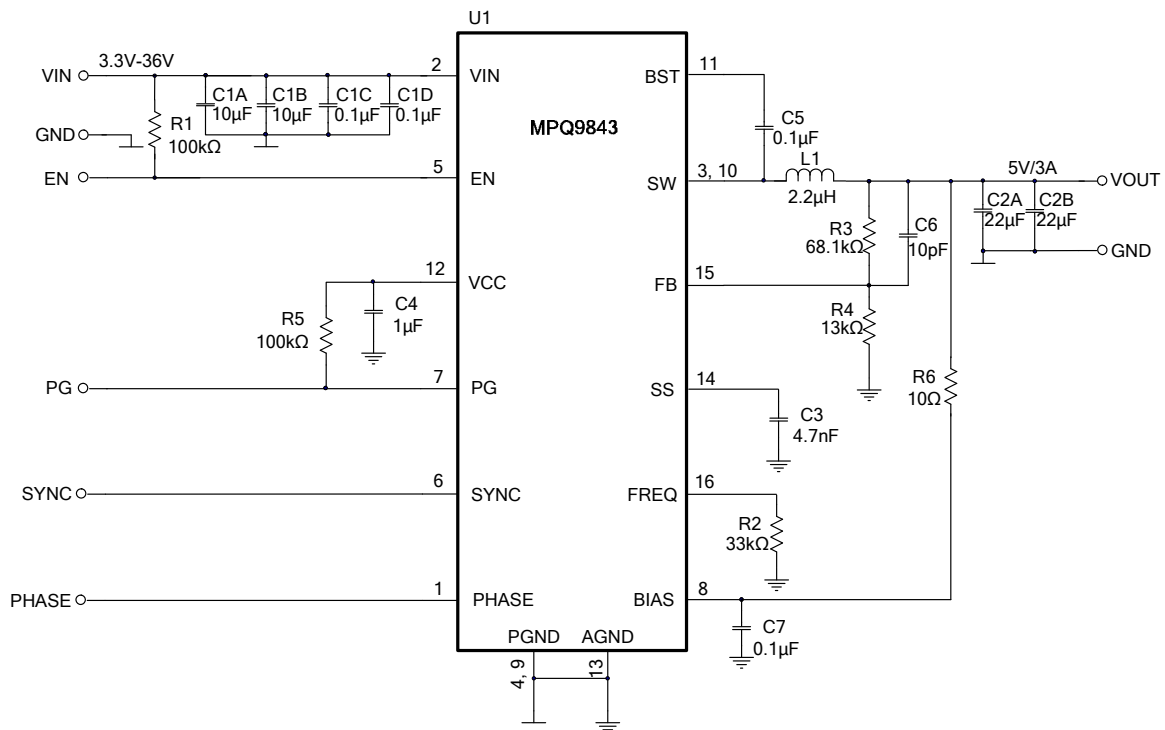 U1
VIN
3.3V-36V
2
VIN
C1A
10μF
C1B
10μF
C1C
0.1μF
C1D
0.1μF
GND
R1
100kΩ
EN
5
EN
MPQ9843
BST
11
C5
0.1μF
SW
3, 10
L1
2.2μH
5V/3A
VOUT
C2A
22μF
C2B
22μF
GND
R3
68.1kΩ
C6
10pF
12
VCC
C4
1μF
R5
100kΩ
FB
15
R4
13kΩ
PG
7
PG
SS
14
C3
4.7nF
R6
10Ω
SYNC
6
SYNC
FREQ
16
R2
33kΩ
PHASE
1
PHASE
BIAS
8
C7
0.1μF
PGND
AGND
4, 9
13